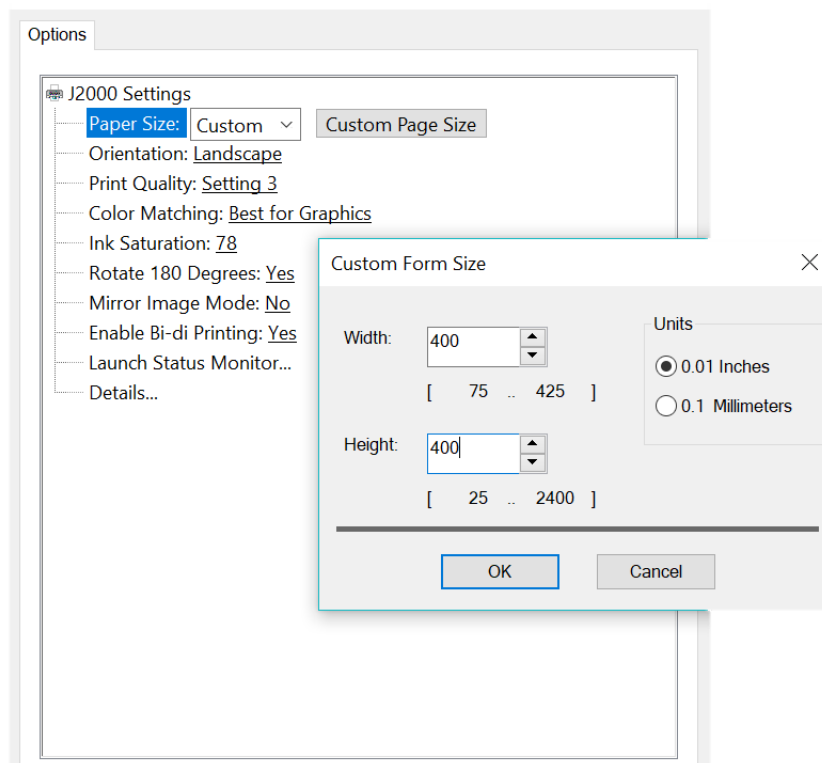 Options
J2000 Settings
Paper Size: Custom Custom Page Size
Orientation: Landscape
Print Quality: Setting 3
Color Matching: Best for Graphics
Ink Saturation: 78
Rotate 180 Degrees: Yes
Mirror Image Mode: No
Enable Bi-di Printing: Yes
Launch Status Monitor...
Details...
Custom Form Size
Width: 400
[ 75 .. 425 ]
Height: 400
[ 25 .. 2400 ]
Units
0.01 Inches
0.1 Millimeters
OK Cancel